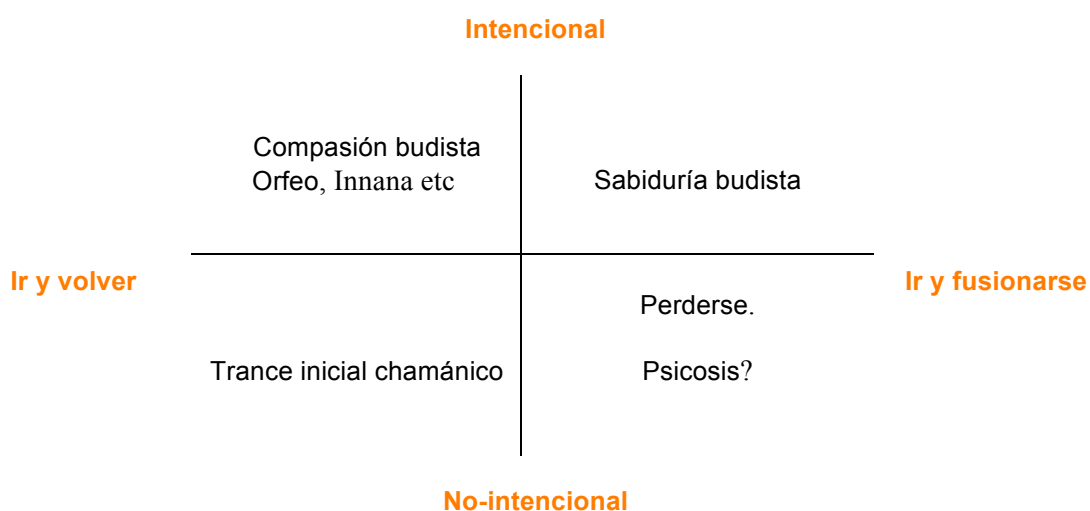 Intencional
Compasión budista
Orfeo, Innana etc
Sabiduría budista
Ir y volver
Ir y fusionarse
Perderse.
Trance inicial chamánico
Psicosis?
No-intencional